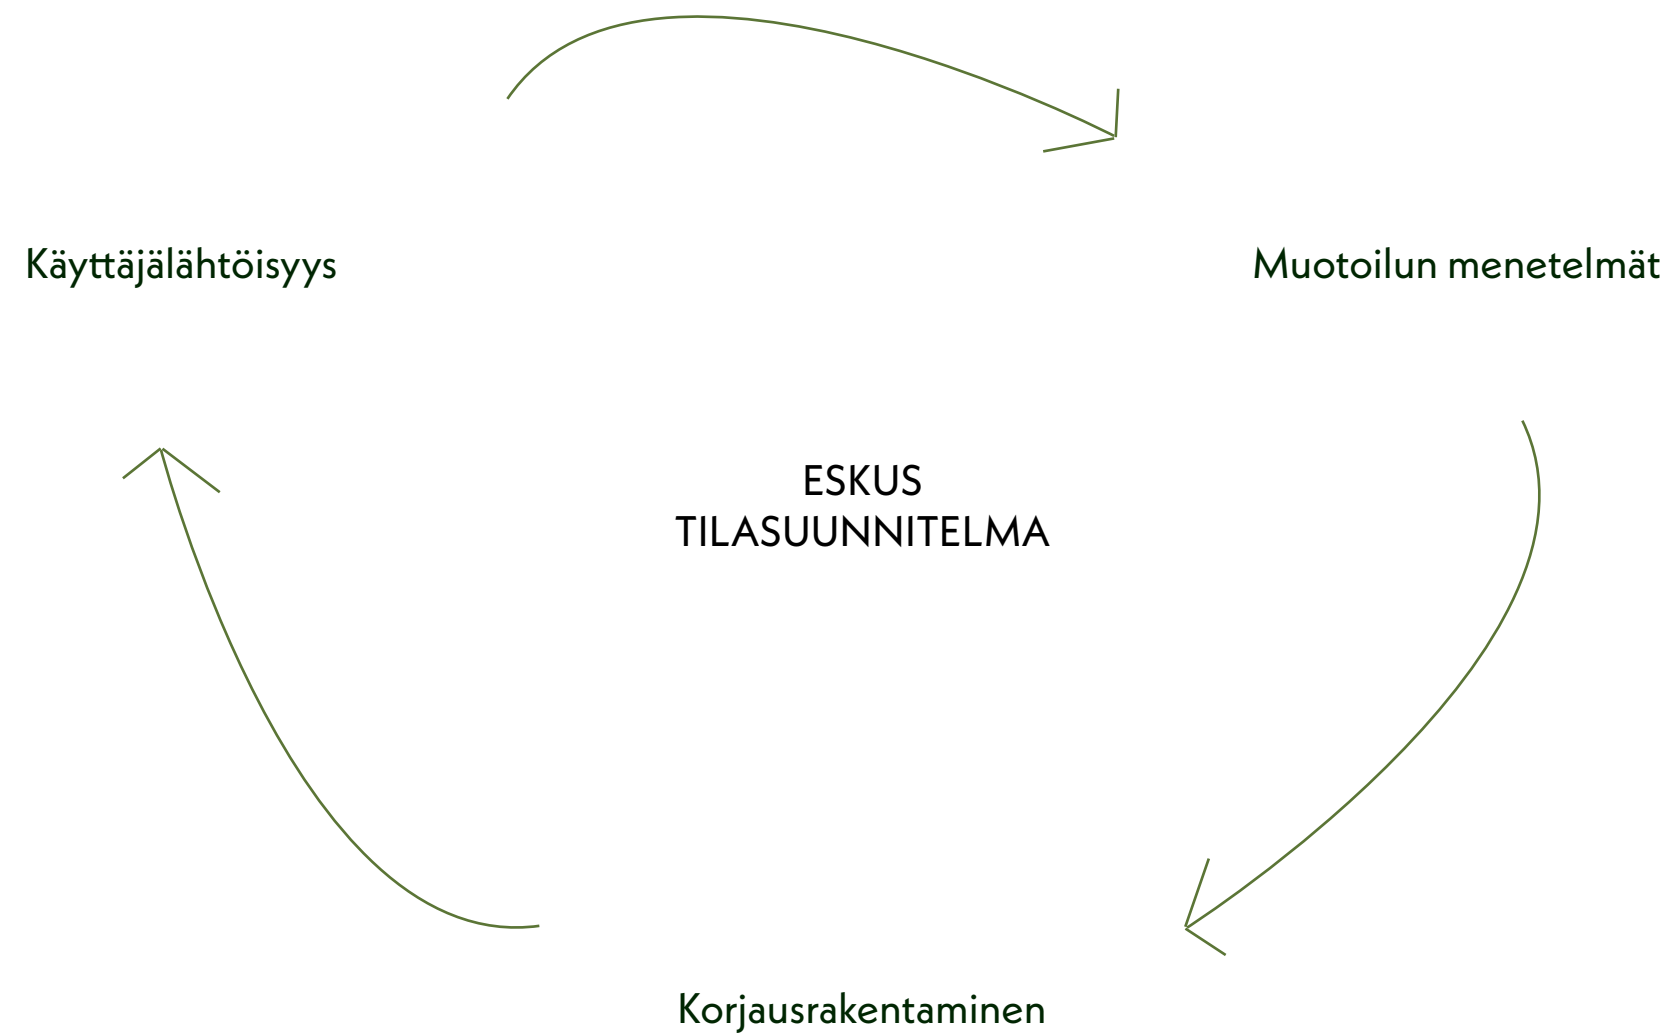 Käyttäjälähtöisyys
Muotoilun menetelmät
ESKUS
TILASUUNNITELMA
Korjausrakentaminen